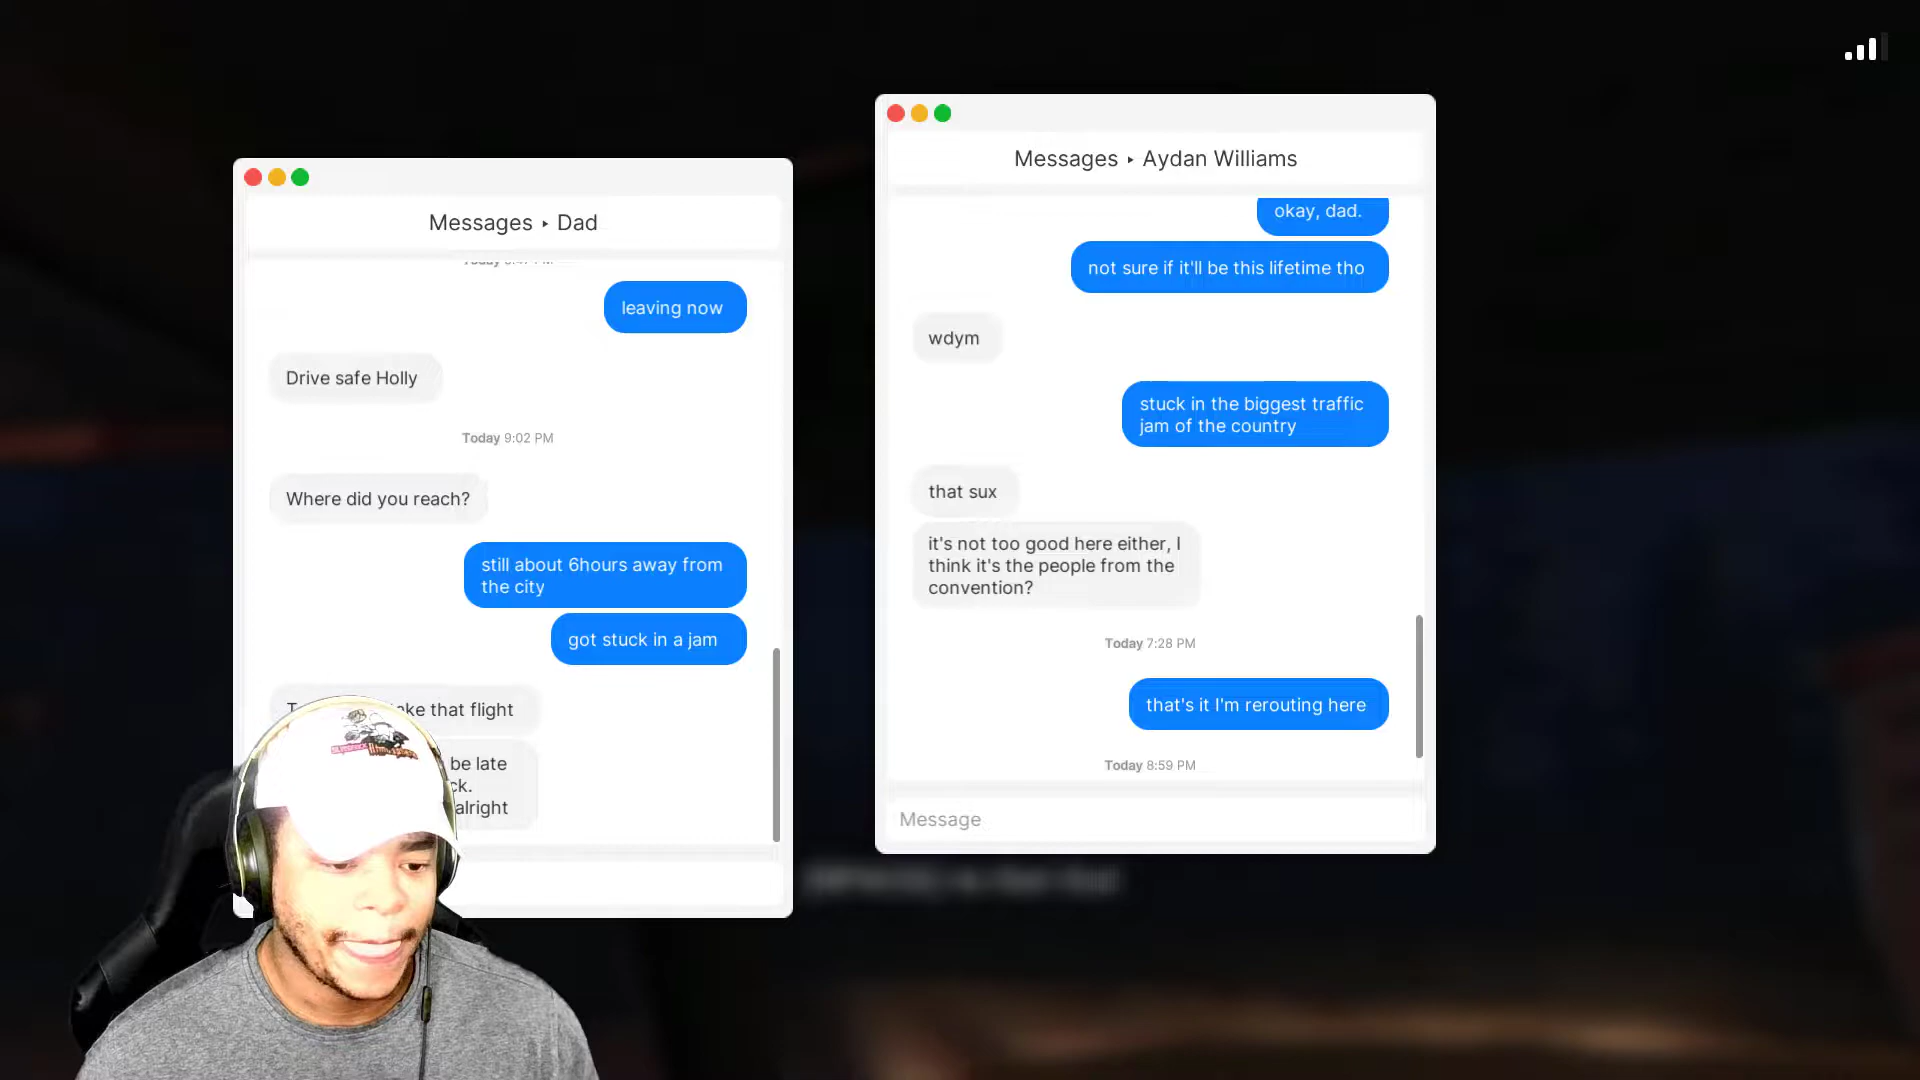 Messages ▸ Dad
leaving now
Drive safe Holly
Today 9:02 PM
Where did you reach?
still about 6hours away from
the city
got stuck in a jam
that flight
be late
alright
Messages ▸ Aydan Williams
okay, dad.
not sure if it'll be this lifetime tho
wdym
stuck in the biggest traffic
jam of the country
that sux
it's not too good here either, I
think it's the people from the
convention?
Today 7:28 PM
that's it I'm rerouting here
Today 8:59 PM
Message